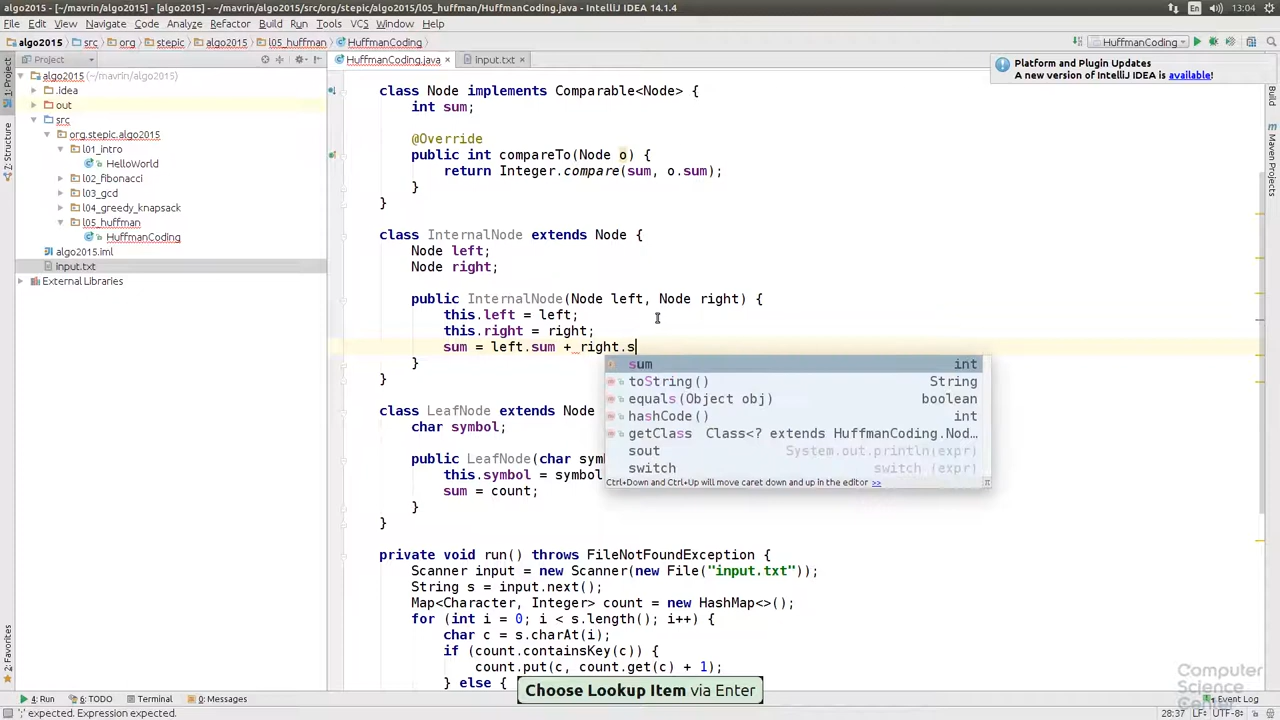 algo2015 - [~/mavrin/algo2015] - [~/mavrin/algo2015/src/org/stepic/algo2015/l05_huffman/HuffmanCoding.java] - IntelliJ IDEA 14.1.4
En
13:04
File Edit View Navigate Code Analyze Refactor Build Run Tools VCS Window Help
algo2015 src org stepic algo2015 l05_huffman HuffmanCoding
HuffmanCoding
Project
HuffmanCoding.java
input.txt
Platform and Plugin Updates
A new version of IntelliJ IDEA is available!
1: Project
Z: Structure
2: Favorites
Maven Projects
algo2015 (~/mavrin/algo2015)
.idea
out
src
org.stepic.algo2015
l01_intro
HelloWorld
l02_fibonacci
l03_gcd
l04_greedy_knapsack
l05_huffman
HuffmanCoding
algo2015.iml
input.txt
External Libraries
class Node implements Comparable<Node> {
int sum;
@Override
public int compareTo(Node o) {
return Integer.compare(sum, o.sum);
}
}
class InternalNode extends Node {
Node left;
Node right;
public InternalNode(Node left, Node right) {
this.left = left;
this.right = right;
sum = left.sum + right.s
}
}
sum int
toString() String
equals(Object obj) boolean
hashCode() int
getClass Class<? extends HuffmanCoding.Nod…
sout System.out.println(expr)
switch switch (expr)
Ctrl+Down and Ctrl+Up will move caret down and up in the editor >>
class LeafNode extends Node
char symbol;
public LeafNode(char sym
this.symbol = symbol
sum = count;
}
}
private void run() throws FileNotFoundException {
Scanner input = new Scanner(new File("input.txt"));
String s = input.next();
Map<Character, Integer> count = new HashMap<>();
for (int i = 0; i < s.length(); i++) {
char c = s.charAt(i);
if (count.containsKey(c)) {
count.put(c, count.get(c) + 1);
} else {
Choose Lookup Item via Enter
Computer
Science
Center
4: Run 6: TODO Terminal 0: Messages
Event Log
';' expected. Expression expected.
28:37 LF÷ UTF-8÷